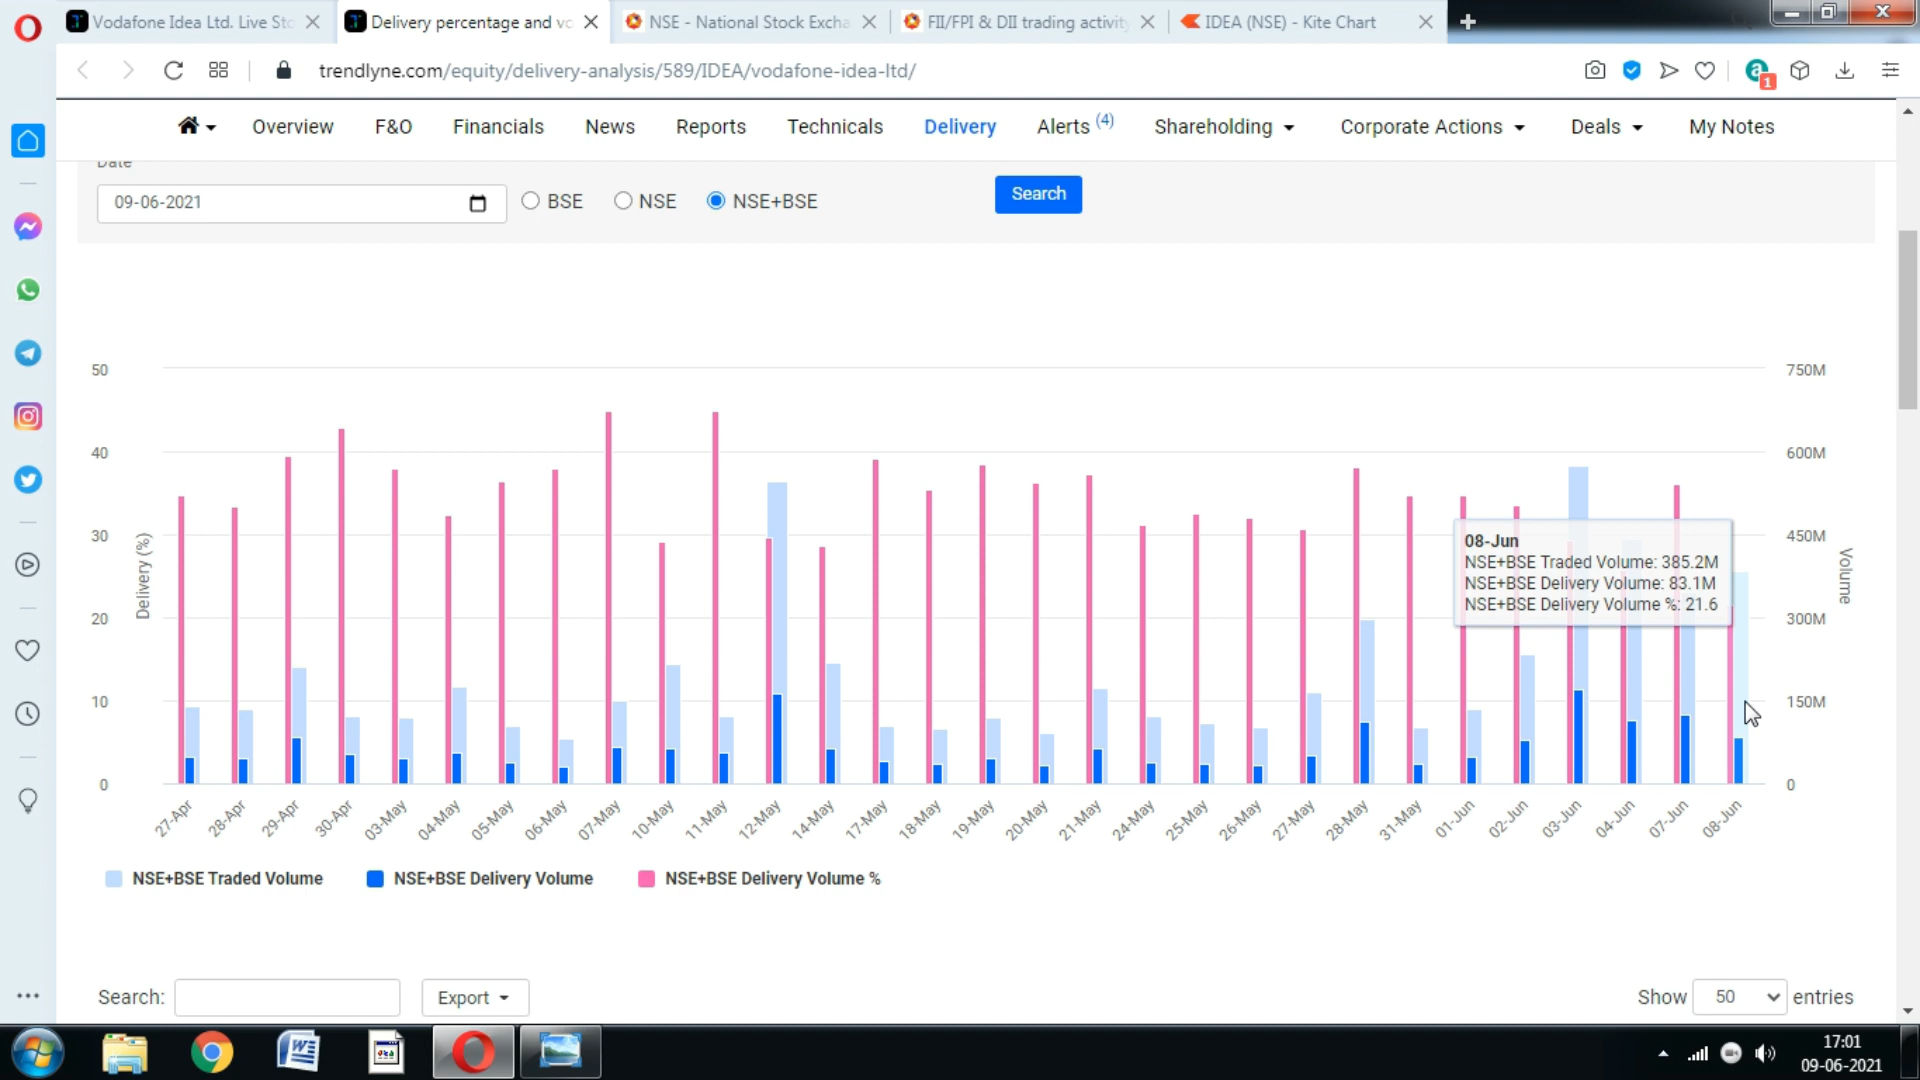 Vodafone Idea Ltd. Live Sto
Delivery percentage and vo
NSE - National Stock Excha
FII/FPI & DII trading activity
IDEA (NSE) - Kite Chart
trendlyne.com/equity/delivery-analysis/589/IDEA/vodafone-idea-ltd/
a
1
Overview
F&O
Financials
News
Reports
Technicals
Delivery
Alerts (4)
Shareholding
Corporate Actions
Deals
My Notes
Date
09-06-2021
BSE
NSE
NSE+BSE
Search
50
40
30
20
10
0
Delivery (%)
750M
600M
450M
300M
150M
0
Volume
08-Jun
NSE+BSE Traded Volume: 385.2M
NSE+BSE Delivery Volume: 83.1M
NSE+BSE Delivery Volume %: 21.6
27-Apr
28-Apr
29-Apr
30-Apr
03-May
04-May
05-May
06-May
07-May
10-May
11-May
12-May
14-May
17-May
18-May
19-May
20-May
21-May
24-May
25-May
26-May
27-May
28-May
31-May
01-Jun
02-Jun
03-Jun
04-Jun
07-Jun
08-Jun
NSE+BSE Traded Volume
NSE+BSE Delivery Volume
NSE+BSE Delivery Volume %
Search:
Export
Show 50 entries
17:01
09-06-2021